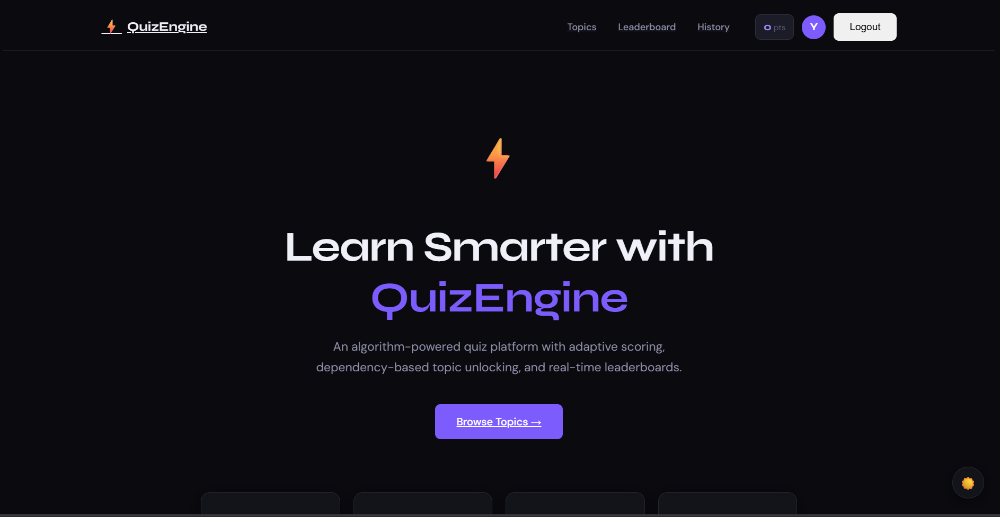 QuizEngine
Topics Leaderboard History 0 pts Y Logout
Learn Smarter with
QuizEngine
An algorithm-powered quiz platform with adaptive scoring,
dependency-based topic unlocking, and real-time leaderboards.
Browse Topics →